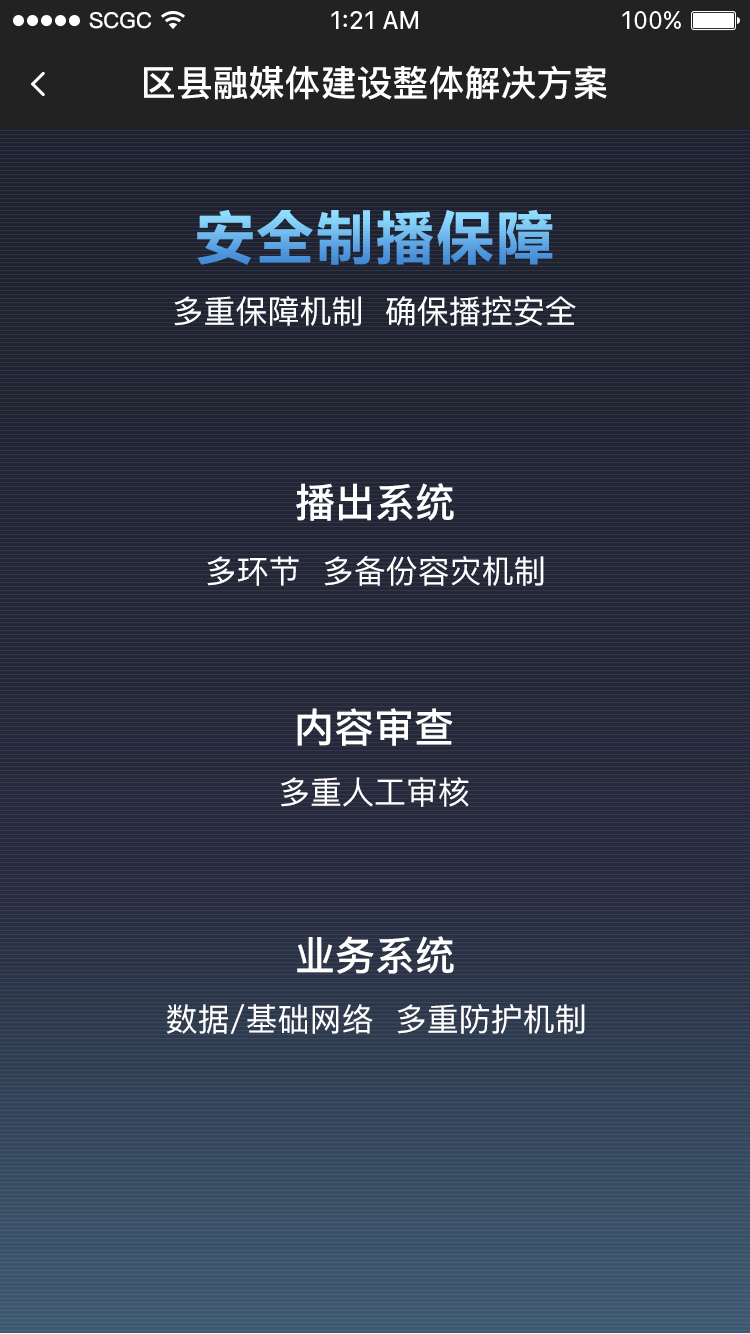 SCGC 1:21 AM 100%
区县融媒体建设整体解决方案
安全制播保障
多重保障机制 确保播控安全
播出系统
多环节 多备份容灾机制
内容审查
多重人工审核
业务系统
数据/基础网络 多重防护机制